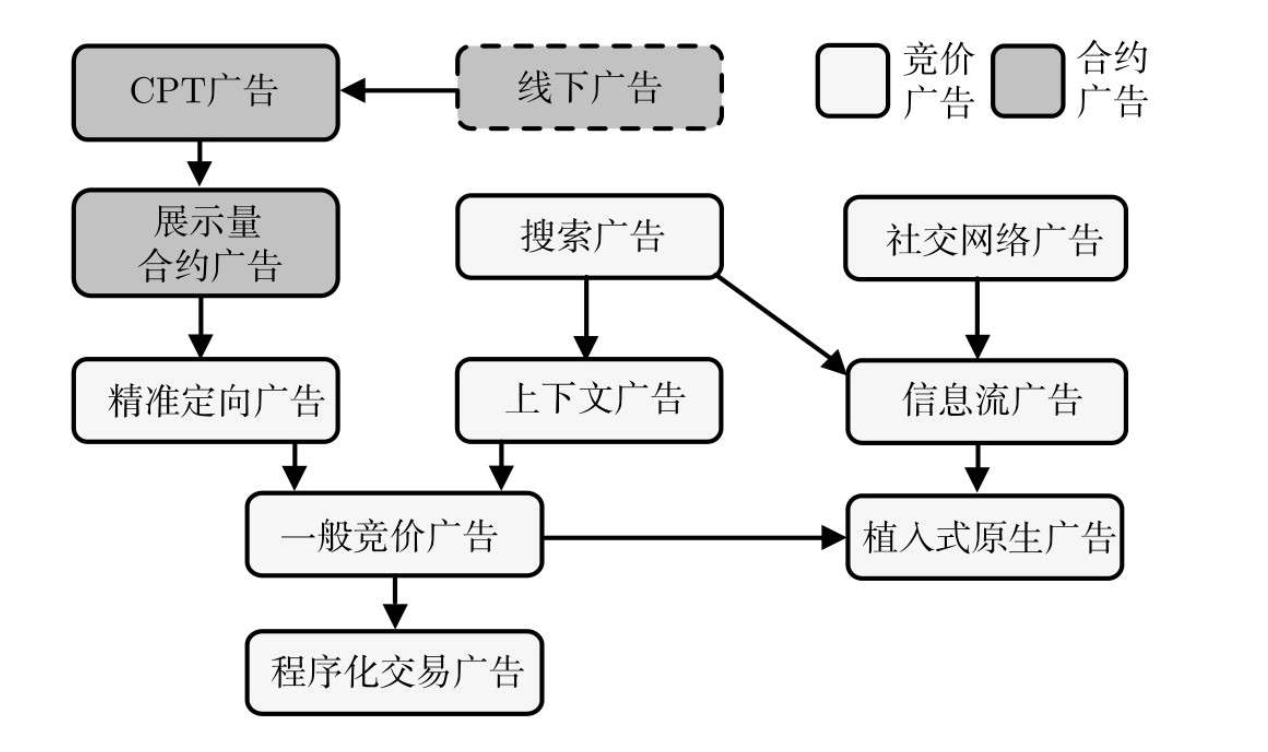 CPT广告
线下广告
竞价
广告
合约
广告
展示量
合约广告
搜索广告
社交网络广告
精准定向广告
上下文广告
信息流广告
一般竞价广告
植入式原生广告
程序化交易广告